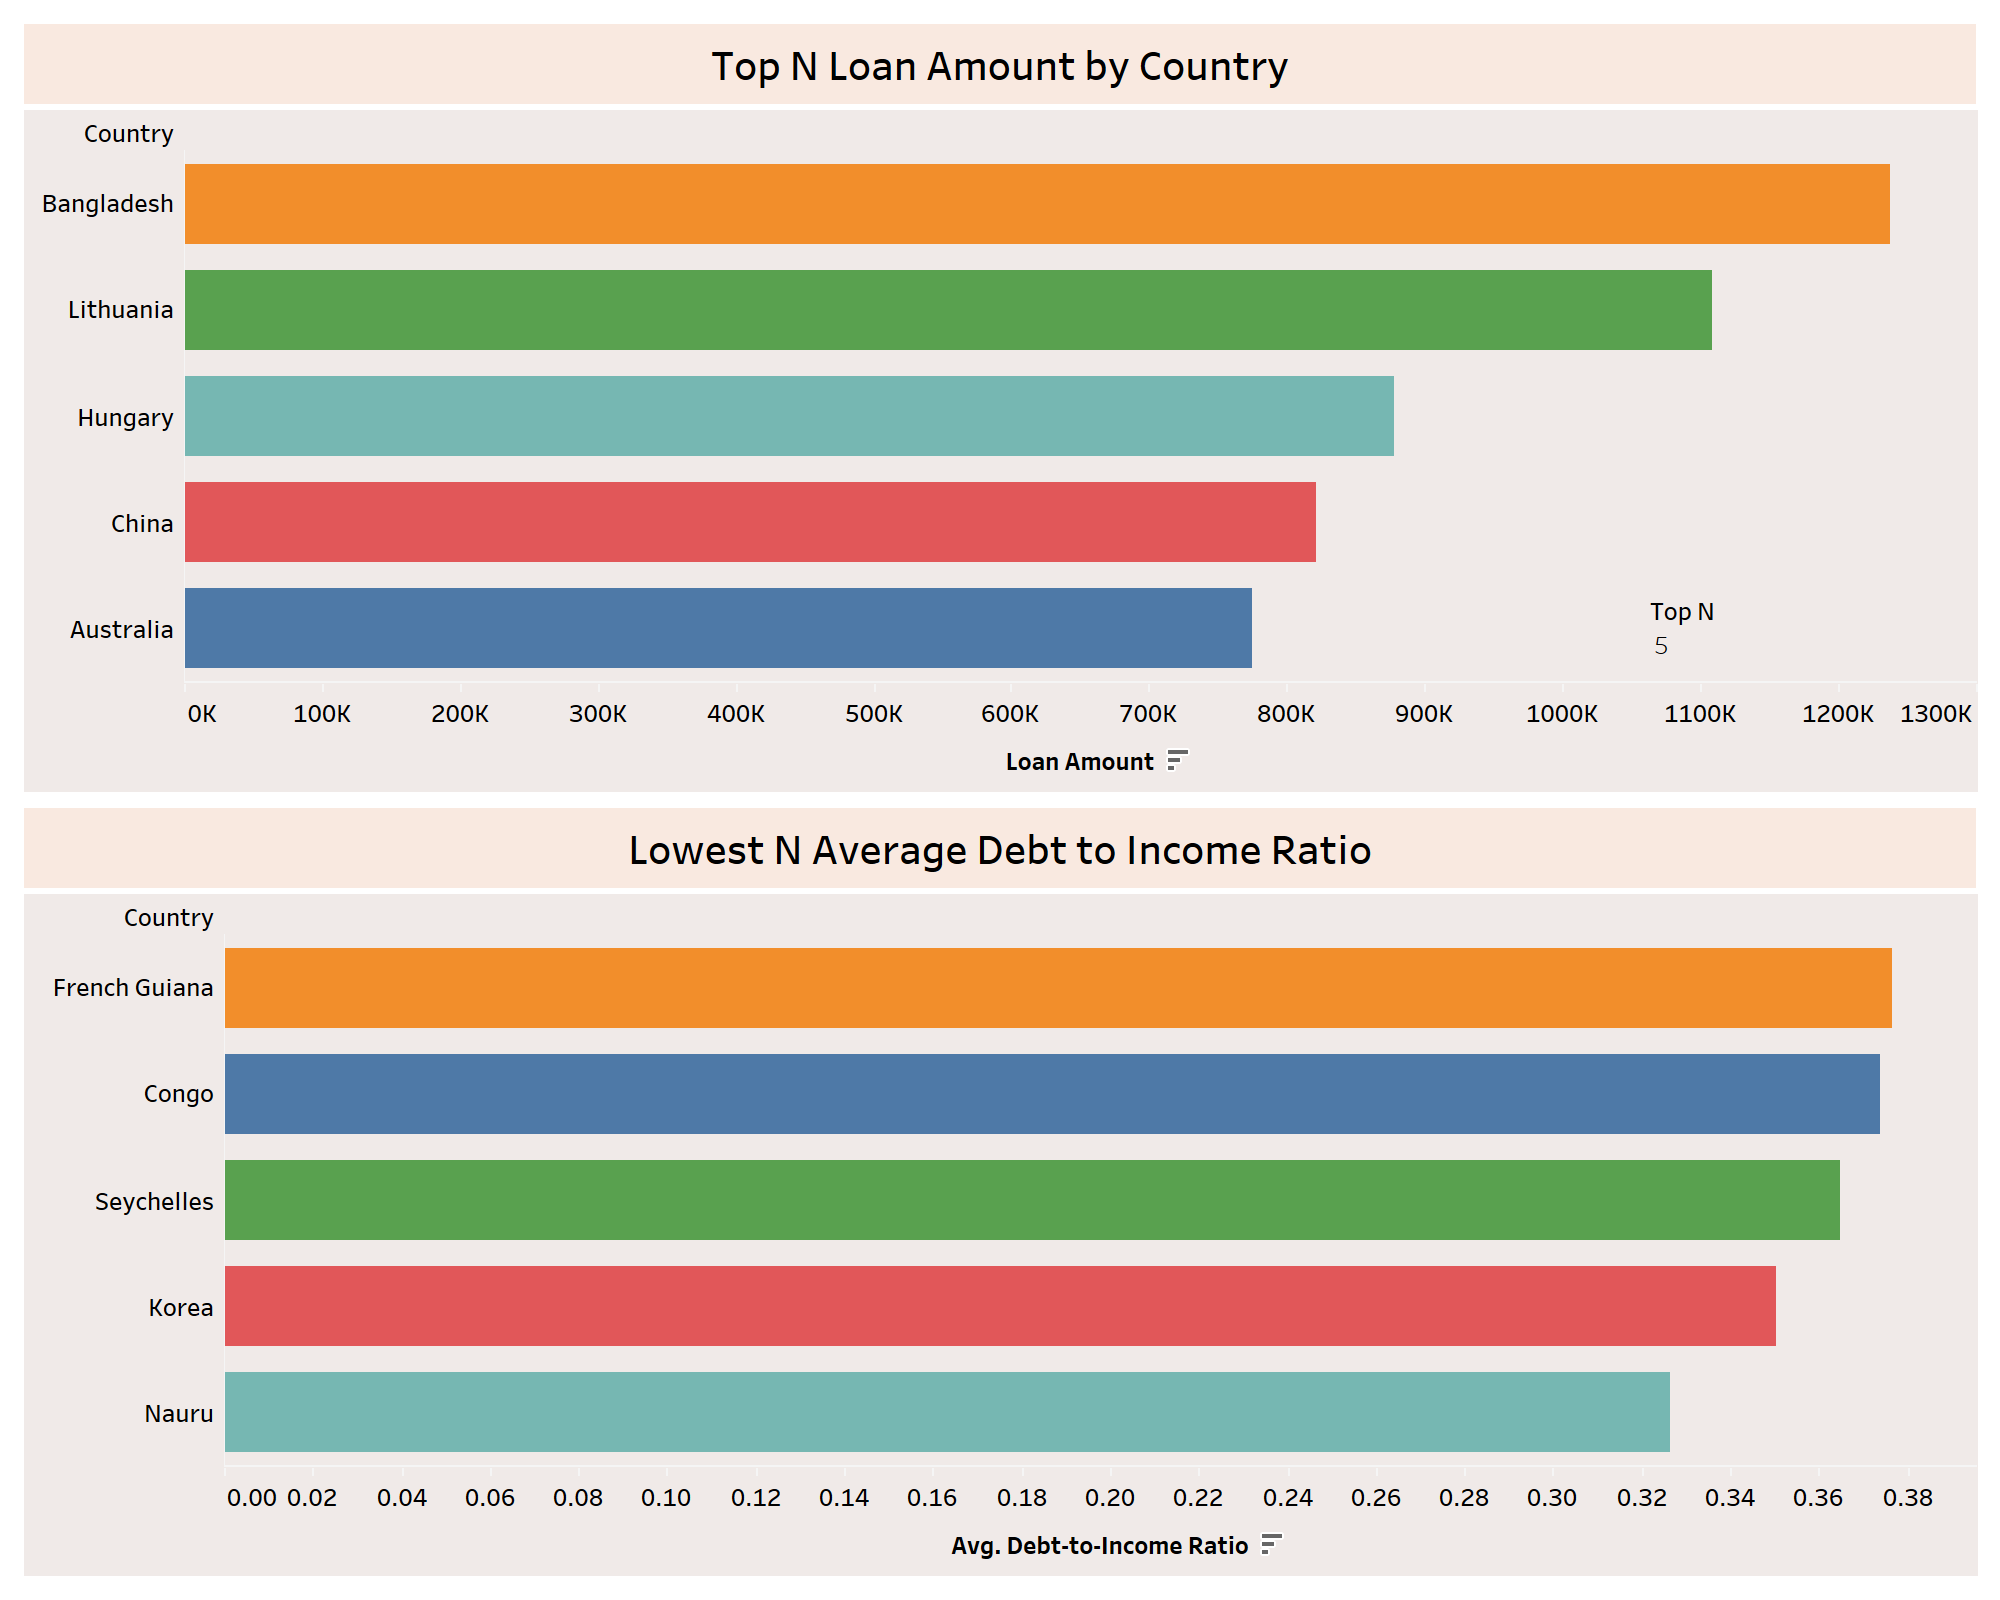 Top N Loan Amount by Country
Country
Bangladesh
Lithuania
Hungary
China
Australia
Top N
5
0K 100K 200K 300K 400K 500K 600K 700K 800K 900K 1000K 1100K 1200K 1300K
Loan Amount
Lowest N Average Debt to Income Ratio
Country
French Guiana
Congo
Seychelles
Korea
Nauru
0.00 0.02 0.04 0.06 0.08 0.10 0.12 0.14 0.16 0.18 0.20 0.22 0.24 0.26 0.28 0.30 0.32 0.34 0.36 0.38
Avg. Debt-to-Income Ratio